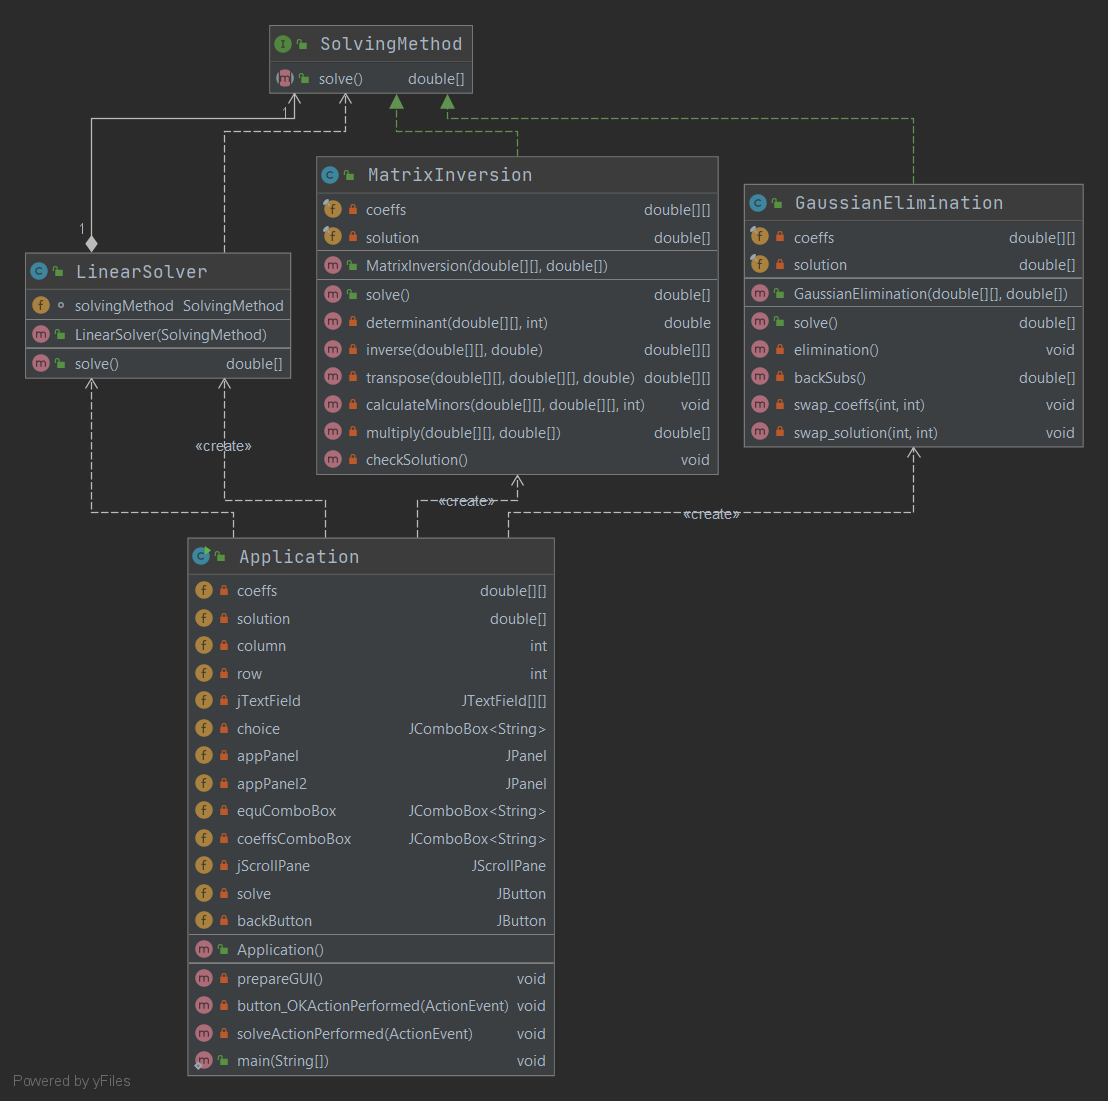 SolvingMethod
solve() double[]
1
1
MatrixInversion
coeffs double[][]
solution double[]
MatrixInversion(double[][], double[])
solve() double[]
determinant(double[][], int) double
inverse(double[][], double) double[][]
transpose(double[][], double[][], double) double[][]
calculateMinors(double[][], double[][], int) void
multiply(double[][], double[]) double[]
checkSolution() void
GaussianElimination
coeffs double[][]
solution double[]
GaussianElimination(double[][], double[])
solve() double[]
elimination() void
backSubs() double[]
swap_coeffs(int, int) void
swap_solution(int, int) void
LinearSolver
solvingMethod SolvingMethod
LinearSolver(SolvingMethod)
solve() double[]
«create»
«create»
«create»
Application
coeffs double[][]
solution double[]
column int
row int
jTextField JTextField[][]
choice JComboBox<String>
appPanel JPanel
appPanel2 JPanel
equComboBox JComboBox<String>
coeffsComboBox JComboBox<String>
jScrollPane JScrollPane
solve JButton
backButton JButton
Application()
prepareGUI() void
button_OKActionPerformed(ActionEvent) void
solveActionPerformed(ActionEvent) void
main(String[]) void
Powered by yFiles